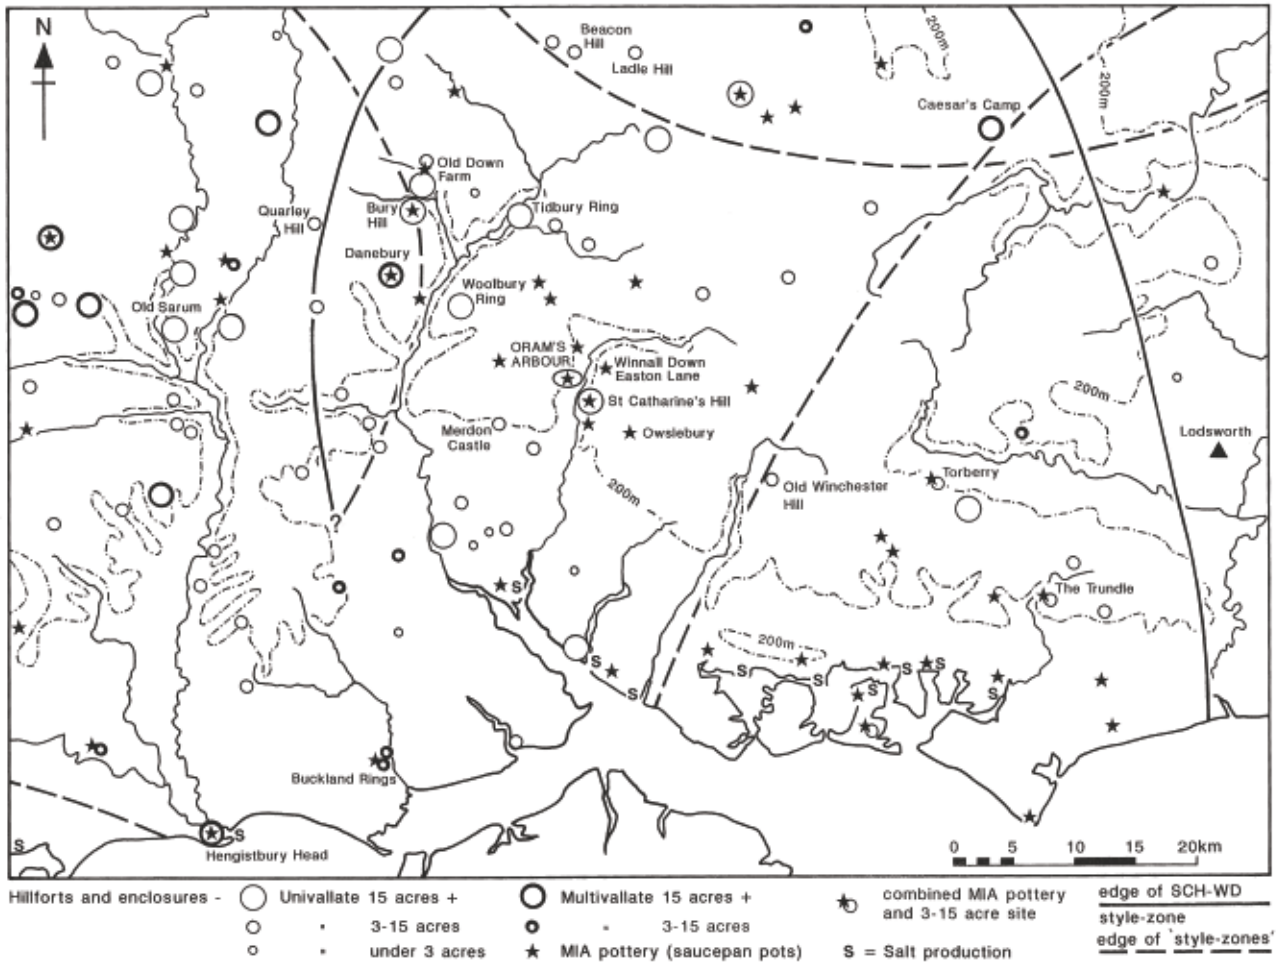 N
Beacon
Hill
Ladle Hill
200m
200m
Caesar's Camp
Old Down
Farm
Quarley
Hill
Bury
Hill
Tidbury Ring
Danebury
Woolbury
Ring
Old Sarum
ORAM'S
ARBOUR
Winnall Down
Easton Lane
St Catharine's Hill
200m
Merdon
Castle
Owslebury
Lodsworth
200m
Old Winchester
Hill
Torberry
?
S
The Trundle
200m
S
S
S
S
S
S
S
S
Buckland Rings
S
S
Hengistbury Head
0 5 10 15 20km
Hillforts and enclosures -
Univallate 15 acres +
" 3-15 acres
" under 3 acres
Multivallate 15 acres +
" 3-15 acres
MIA pottery (saucepan pots)
combined MIA pottery
and 3-15 acre site
S = Salt production
edge of SCH-WD
style-zone
edge of 'style-zones'